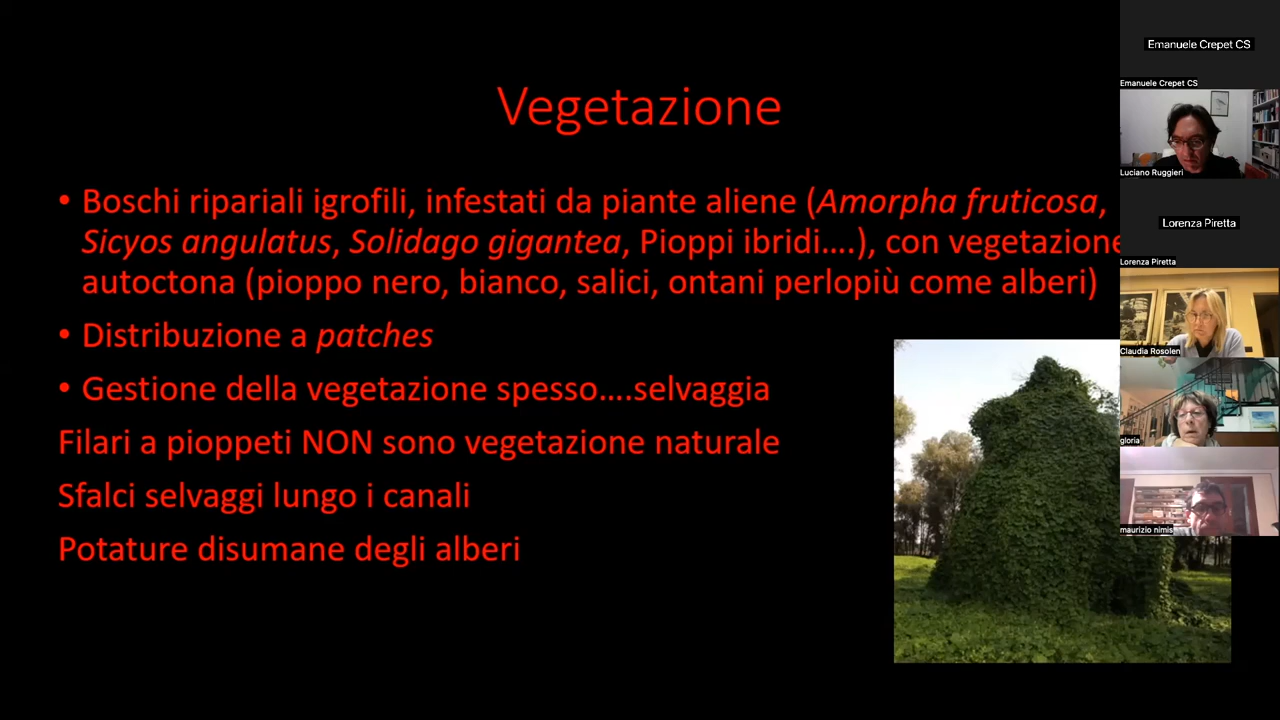 Vegetazione
• Boschi ripariali igrofili, infestati da piante aliene (Amorpha fruticosa,
Sicyos angulatus, Solidago gigantea, Pioppi ibridi….), con vegetazione
autoctona (pioppo nero, bianco, salici, ontani perlopiù come alberi)
• Distribuzione a patches
• Gestione della vegetazione spesso….selvaggia
Filari a pioppeti NON sono vegetazione naturale
Sfalci selvaggi lungo i canali
Potature disumane degli alberi
Emanuele Crepet CS
Emanuele Crepet CS
Luciano Ruggieri
Lorenza Piretta
Lorenza Piretta
Claudia Rosolen
gloria
maurizio nimis